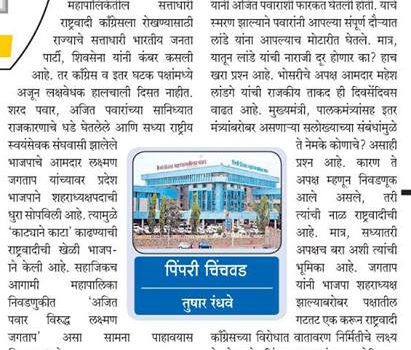 महापालिकेतील सत्ताधारी
राष्ट्रवादी काँग्रेसला रोखण्यासाठी
राज्याचे सत्ताधारी भारतीय जनता
पार्टी, शिवसेना यांनी कंबर कसली
आहे. तर काँग्रेस व इतर घटक पक्षांमध्ये
अजून लक्षवेधक हालचाली दिसत नाहीत.
शरद पवार, अजित पवारांच्या सानिध्यात
राजकारणाचे धडे घेतलेले आणि सध्या राष्ट्रीय
स्वयंसेवक संघवासी झालेले
भाजपाचे आमदार लक्ष्मण
जगताप यांच्यावर प्रदेश
भाजपाने शहराध्यक्षपदाची
धुरा सोपविली आहे. त्यामुळे
'काट्याने काटा' काढण्याची
राष्ट्रवादीची खेळी भाजप-
ने केली आहे. सहाजिकच
आगामी महापालिका
निवडणुकीत 'अजित
पवार विरुद्ध लक्ष्मण
जगताप' असा सामना पाहावयास
पिंपरी चिंचवड
तुषार रंधवे
यांनी अजित पवारांशी फारकत घेतली होती. याचे
स्मरण झाल्याने पवारांनी आपल्या संपूर्ण दौऱ्यात
लांडे यांना आपल्याच मोटारीत घेतले. मात्र,
यातून लांडे यांची नाराजी दूर होणार का? हाच
खरा प्रश्न आहे. भोसरीचे अपक्ष आमदार महेश
लांडगे यांची राजकीय ताकद ही दिवसेंदिवस
वाढत आहे. मुख्यमंत्री, पालकमंत्र्यांसह इतर
मंत्र्यांबरोबर असणाऱ्या सलोख्याच्या संबंधांमुळे
ते नेमके कोणाचे? असाही
प्रश्न आहे. कारण ते
अपक्ष म्हणून निवडणूक
आले असले, तरी
त्यांची नाळ राष्ट्रवादीची
आहे. मात्र, सध्यातरी
अपक्षच बरा अशी त्यांची
भूमिका आहे. जगताप
यांनी भाजपा शहराध्यक्ष
झाल्याबरोबर पक्षातील
गटतट एक करून राष्ट्रवादी
काँग्रेसच्या विरोधात वातावरण निर्मितीचे लक्ष्य